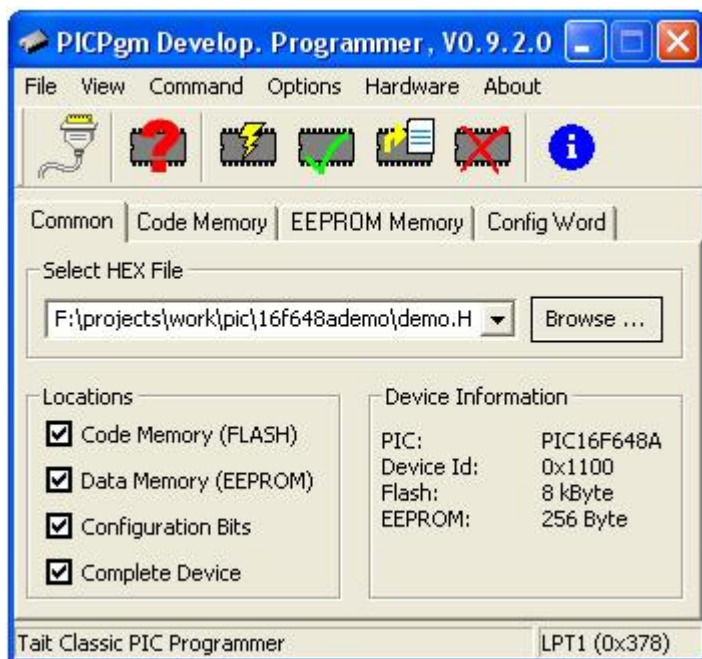 PICPgm Develop. Programmer, V0.9.2.0
File View Command Options Hardware About
Common Code Memory EEPROM Memory Config Word
Select HEX File
F:\projects\work\pic\16f648ademo\demo.H Browse ...
Locations
Code Memory (FLASH)
Data Memory (EEPROM)
Configuration Bits
Complete Device
Device Information
PIC: PIC16F648A
Device Id: 0x1100
Flash: 8 kByte
EEPROM: 256 Byte
Tait Classic PIC Programmer LPT1 (0x378)